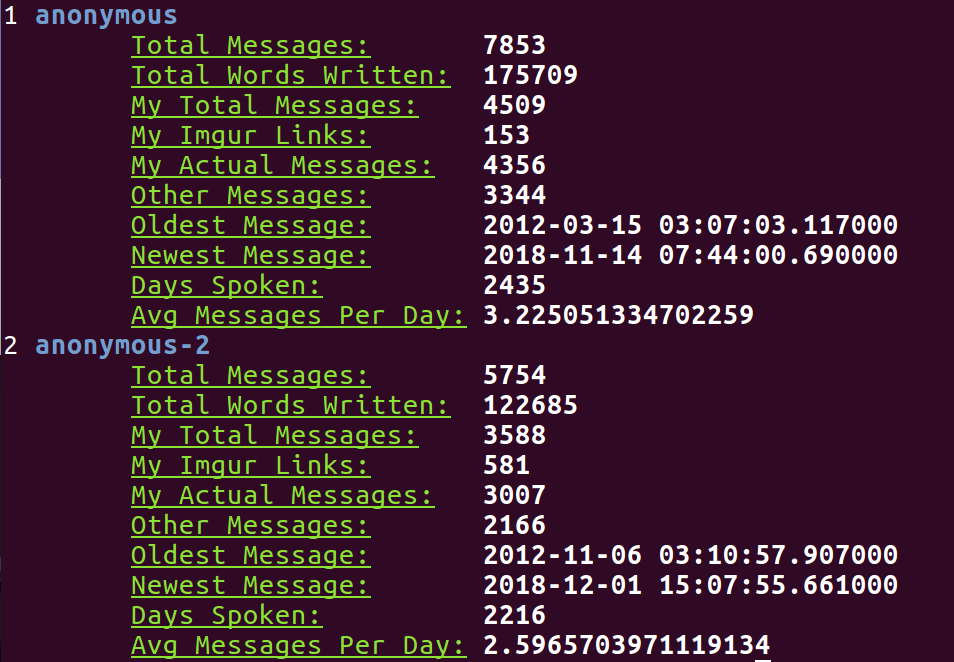 1 anonymous
Total Messages: 7853
Total Words Written: 175709
My Total Messages: 4509
My Imgur Links: 153
My Actual Messages: 4356
Other Messages: 3344
Oldest Message: 2012-03-15 03:07:03.117000
Newest Message: 2018-11-14 07:44:00.690000
Days Spoken: 2435
Avg Messages Per Day: 3.225051334702259
2 anonymous-2
Total Messages: 5754
Total Words Written: 122685
My Total Messages: 3588
My Imgur Links: 581
My Actual Messages: 3007
Other Messages: 2166
Oldest Message: 2012-11-06 03:10:57.907000
Newest Message: 2018-12-01 15:07:55.661000
Days Spoken: 2216
Avg Messages Per Day: 2.5965703971119134